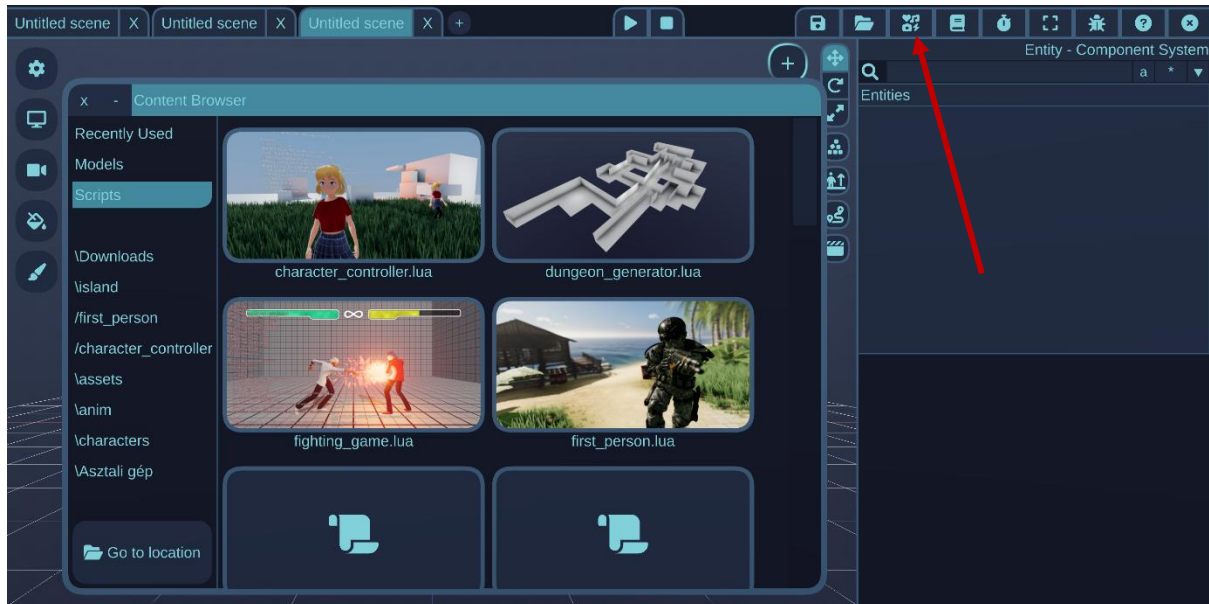 Untitled scene X Untitled scene X Untitled scene X +
Entity - Component System
+
a * ▼
Entities
x - Content Browser
Recently Used
Models
Scripts
\Downloads
\island
/first_person
/character_controller
\assets
\anim
\characters
\Asztali gép
Go to location
character_controller.lua
dungeon_generator.lua
fighting_game.lua
first_person.lua